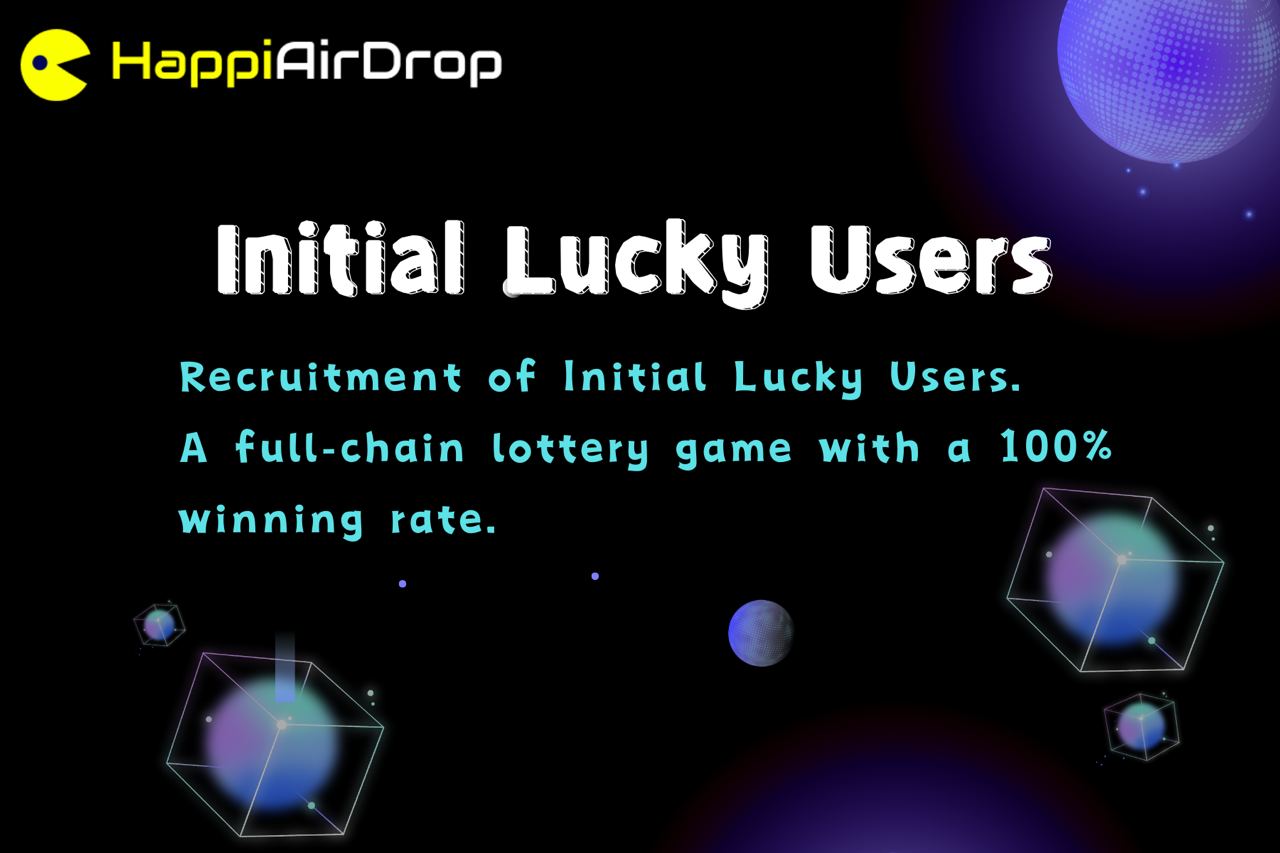 HappiAirDrop
Initial Lucky Users
Recruitment of Initial Lucky Users.
A full-chain lottery game with a 100%
winning rate.